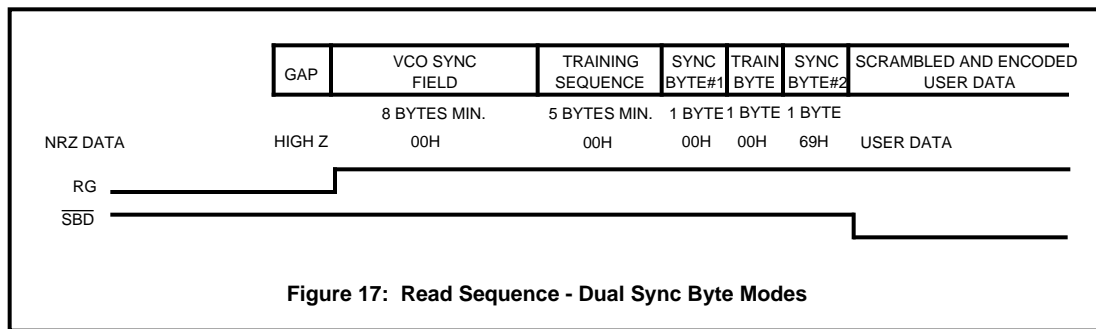 GAP VCO SYNC FIELD TRAINING SEQUENCE SYNC BYTE#1 TRAIN BYTE SYNC BYTE#2 SCRAMBLED AND ENCODED USER DATA
8 BYTES MIN. 5 BYTES MIN. 1 BYTE 1 BYTE 1 BYTE
NRZ DATA HIGH Z 00H 00H 00H 00H 69H USER DATA
RG
SBD
Figure 17: Read Sequence - Dual Sync Byte Modes